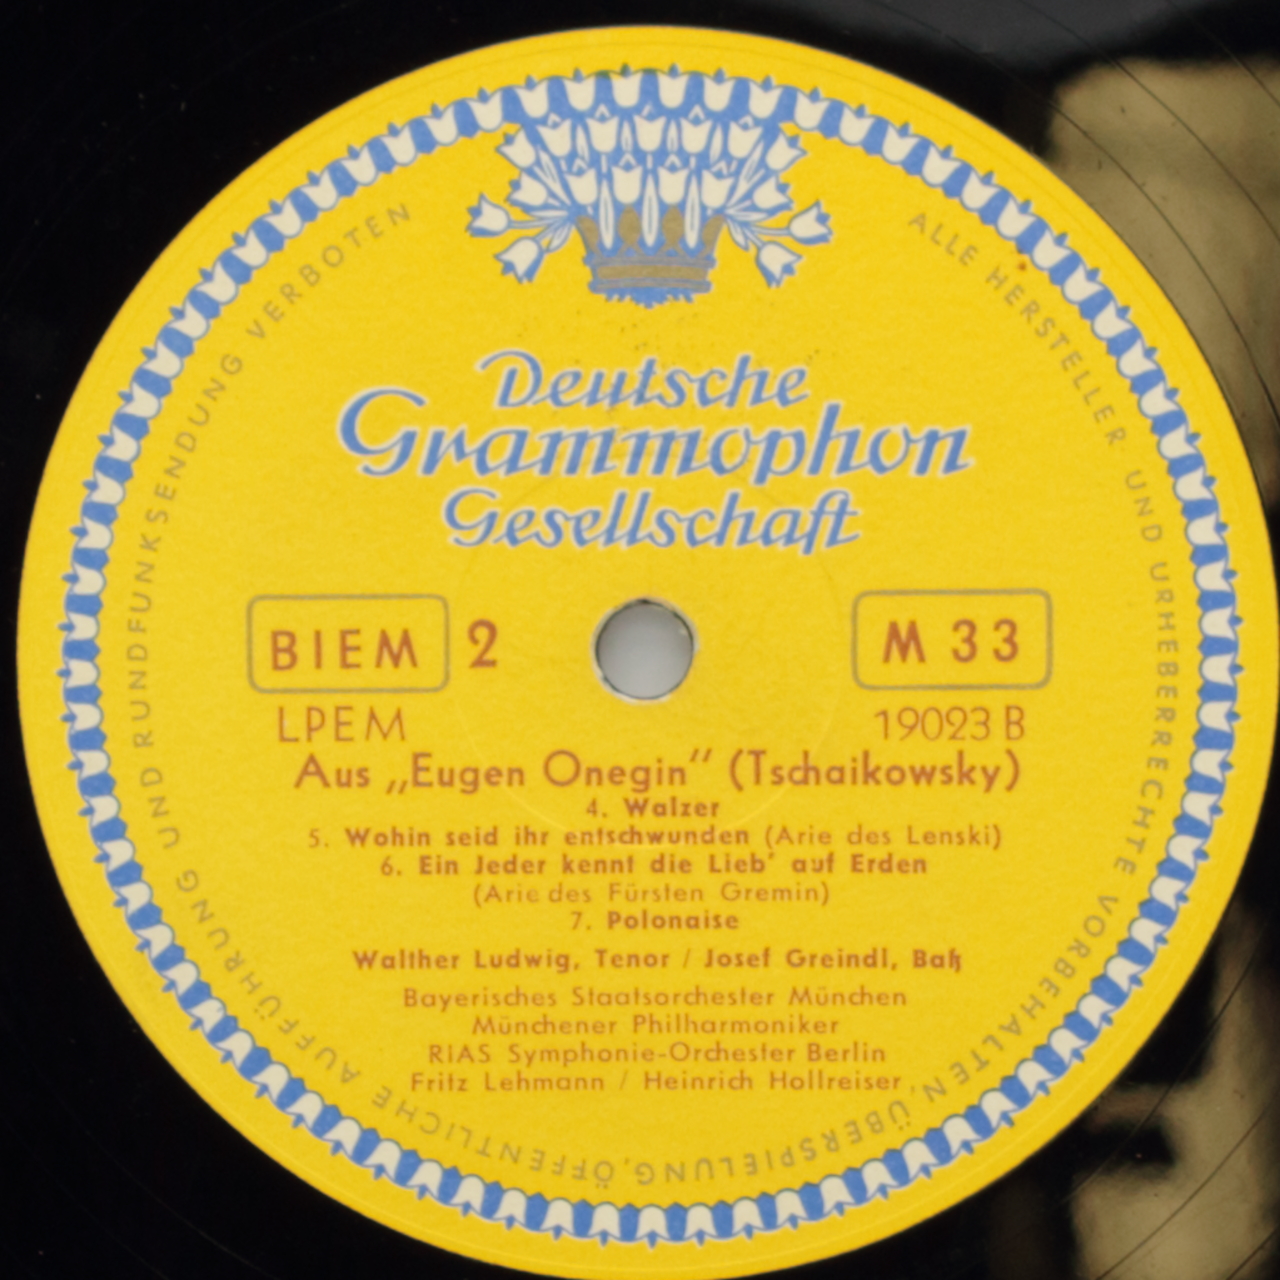 ALLE HERSTELLER- UND URHEBERRECHTE VORBEHALTEN, ÜBERSPIELUNG, ÖFFENTLICHE AUFFÜHRUNG UND RUNDFUNKSENDUNG VERBOTEN
Deutsche
Grammophon
Gesellschaft
BIEM 2 M 33
LPEM 19023 B
Aus „Eugen Onegin" (Tschaikowsky)
4. Walzer
5. Wohin seid ihr entschwunden (Arie des Lenski)
6. Ein Jeder kennt die Lieb' auf Erden
(Arie des Fürsten Gremin)
7. Polonaise
Walther Ludwig, Tenor / Josef Greindl, Baß
Bayerisches Staatsorchester München
Münchener Philharmoniker
RIAS Symphonie-Orchester Berlin
Fritz Lehmann / Heinrich Hollreiser